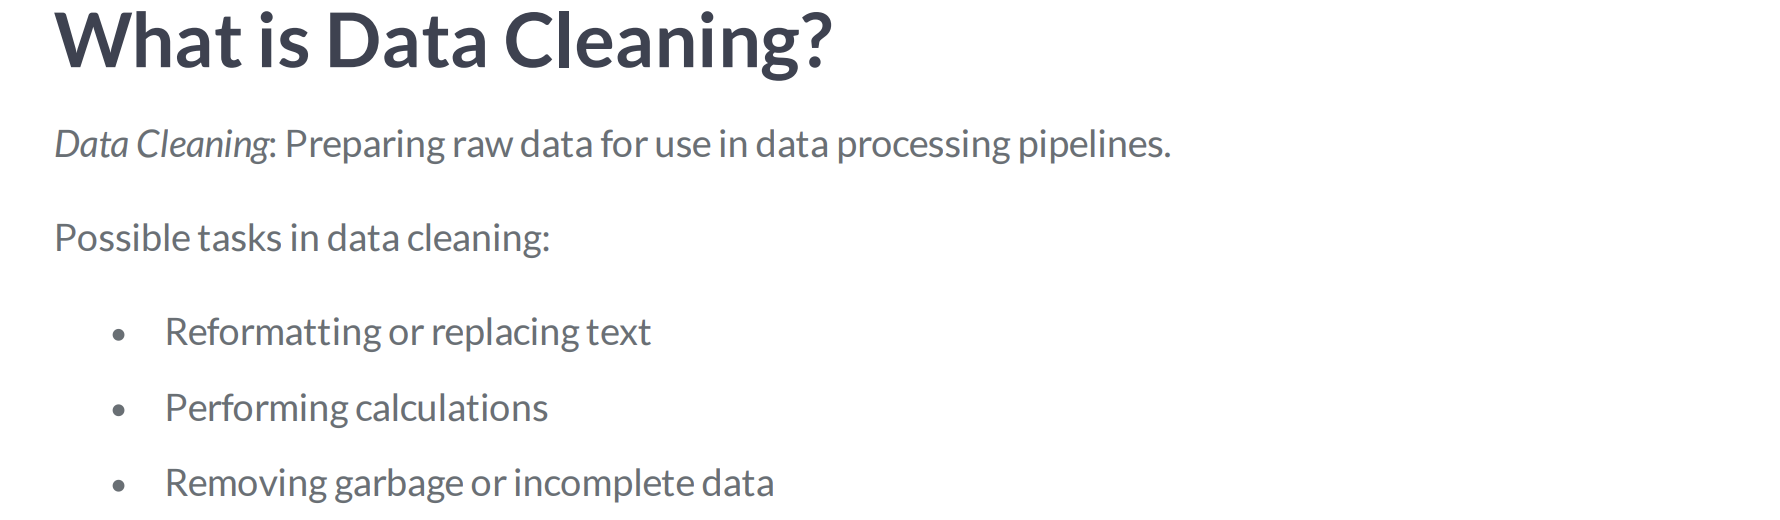 What is Data Cleaning?
Data Cleaning: Preparing raw data for use in data processing pipelines.
Possible tasks in data cleaning:
• Reformatting or replacing text
• Performing calculations
• Removing garbage or incomplete data